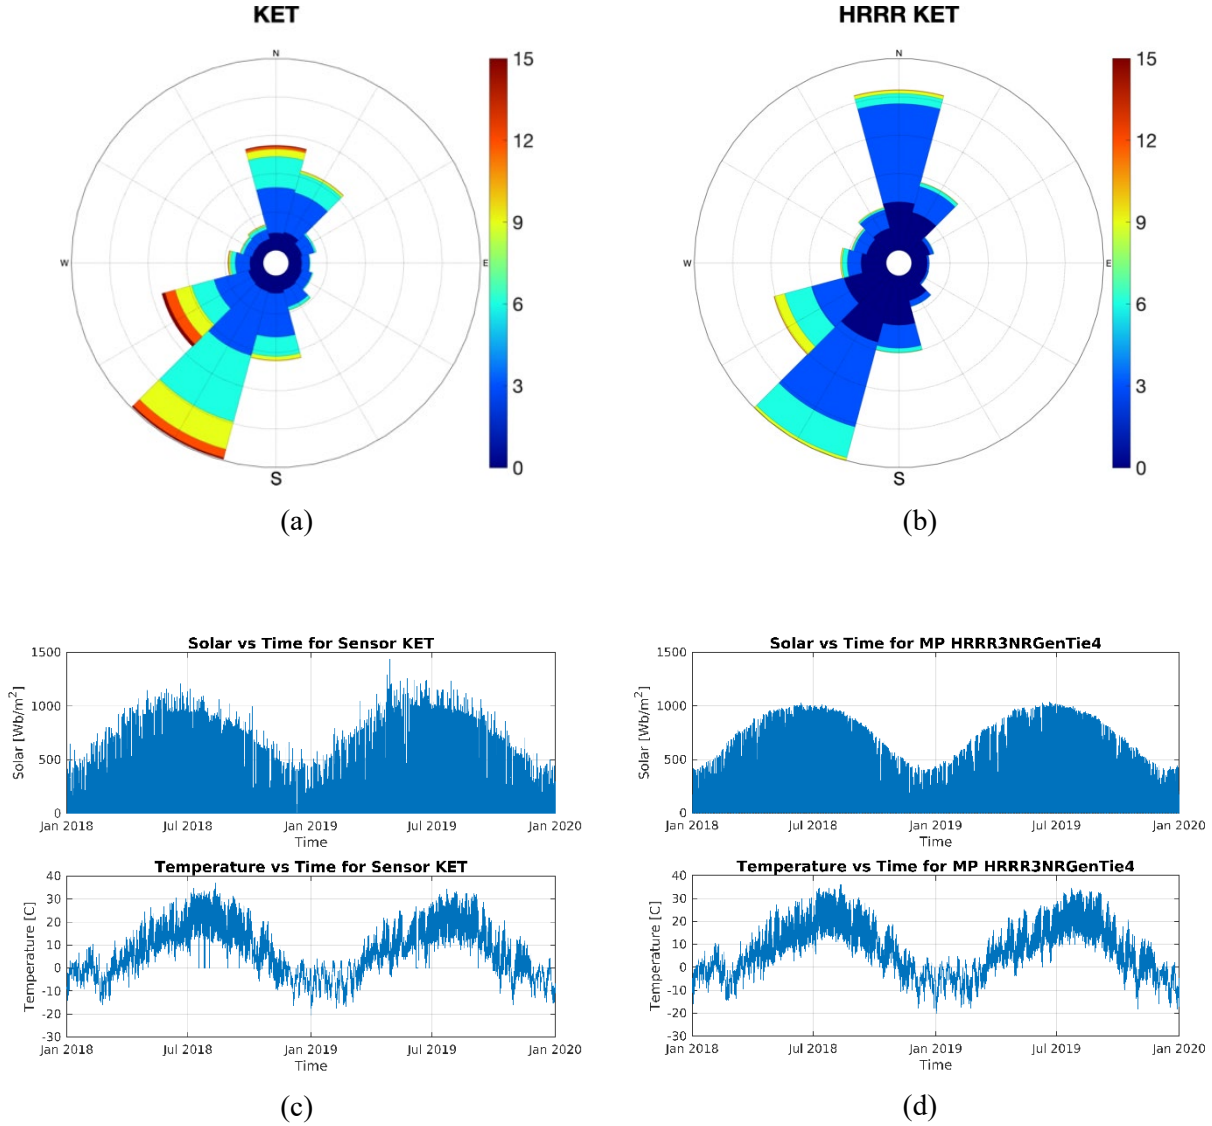 KET
HRRR KET
N
W
E
S
15
12
9
6
3
0
N
W
E
S
15
12
9
6
3
0
(a)
(b)
Solar vs Time for Sensor KET
1500
1000
500
0
Solar [Wb/m²]
Jan 2018 Jul 2018 Jan 2019 Jul 2019 Jan 2020
Time
Solar vs Time for MP HRRR3NRGenTie4
1500
1000
500
0
Solar [Wb/m²]
Jan 2018 Jul 2018 Jan 2019 Jul 2019 Jan 2020
Time
Temperature vs Time for Sensor KET
40
30
20
10
0
-10
-20
-30
Temperature [C]
Jan 2018 Jul 2018 Jan 2019 Jul 2019 Jan 2020
Time
Temperature vs Time for MP HRRR3NRGenTie4
40
30
20
10
0
-10
-20
-30
Temperature [C]
Jan 2018 Jul 2018 Jan 2019 Jul 2019 Jan 2020
Time
(c)
(d)